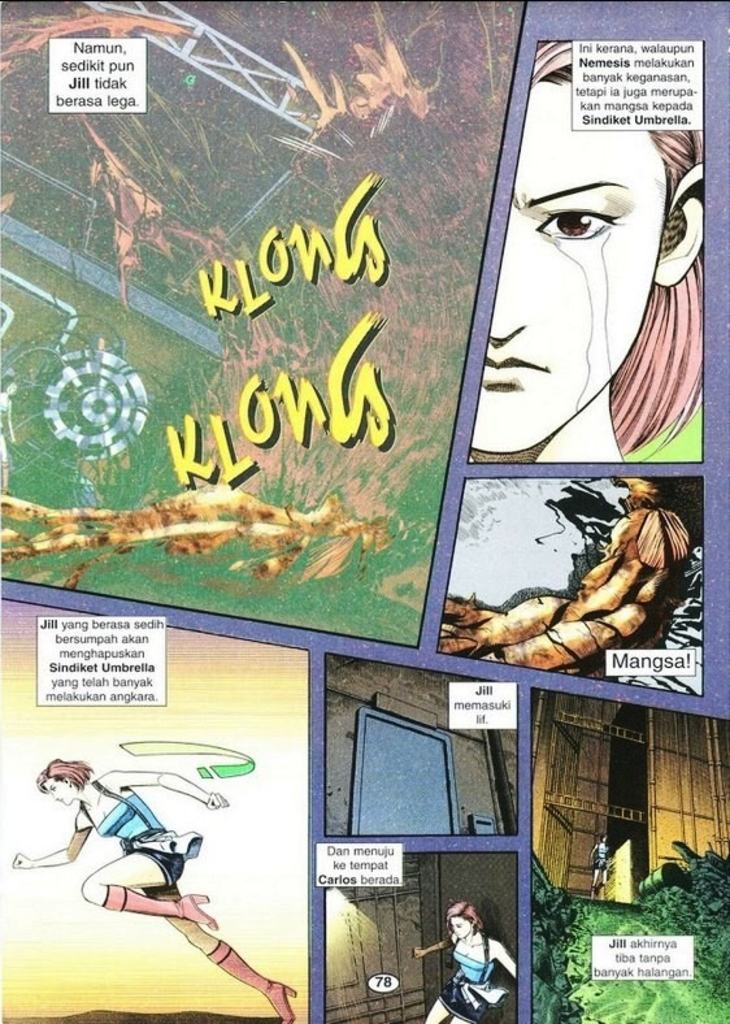 Namun,
sedikit pun
Jill tidak
berasa lega.
Ini kerana, walaupun
Nemesis melakukan
banyak keganasan,
tetapi ia juga merupa-
kan mangsa kepada
Sindiket Umbrella.
KLONG
KLONG
Mangsa!
Jill yang berasa sedih
bersumpah akan
menghapuskan
Sindiket Umbrella
yang telah banyak
melakukan angkara.
Jill
memasuki
lif.
Dan menuju
ke tempat
Carlos berada.
Jill akhirnya
tiba tanpa
banyak halangan.
78